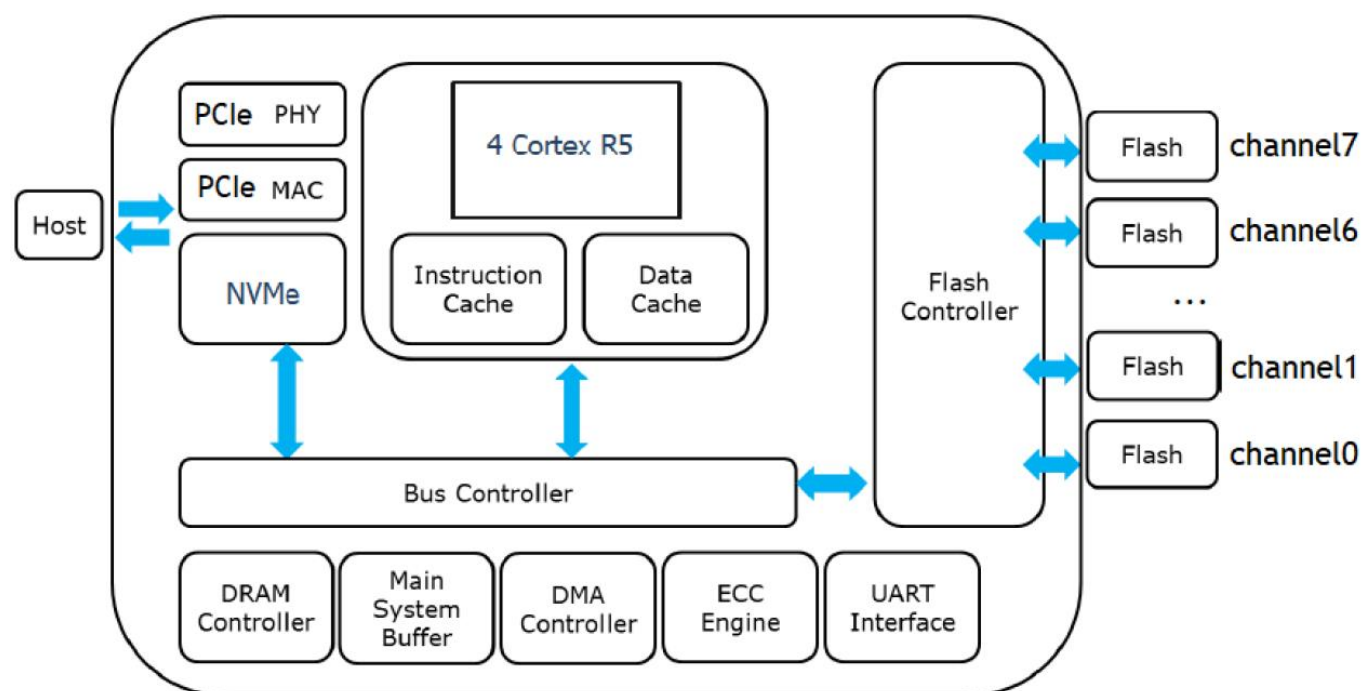 PCIe PHY
PCIe MAC
NVMe
Host
4 Cortex R5
Instruction
Cache
Data
Cache
Flash
Controller
Flash channel7
Flash channel6
...
Flash channel1
Flash channel0
Bus Controller
DRAM
Controller
Main
System
Buffer
DMA
Controller
ECC
Engine
UART
Interface